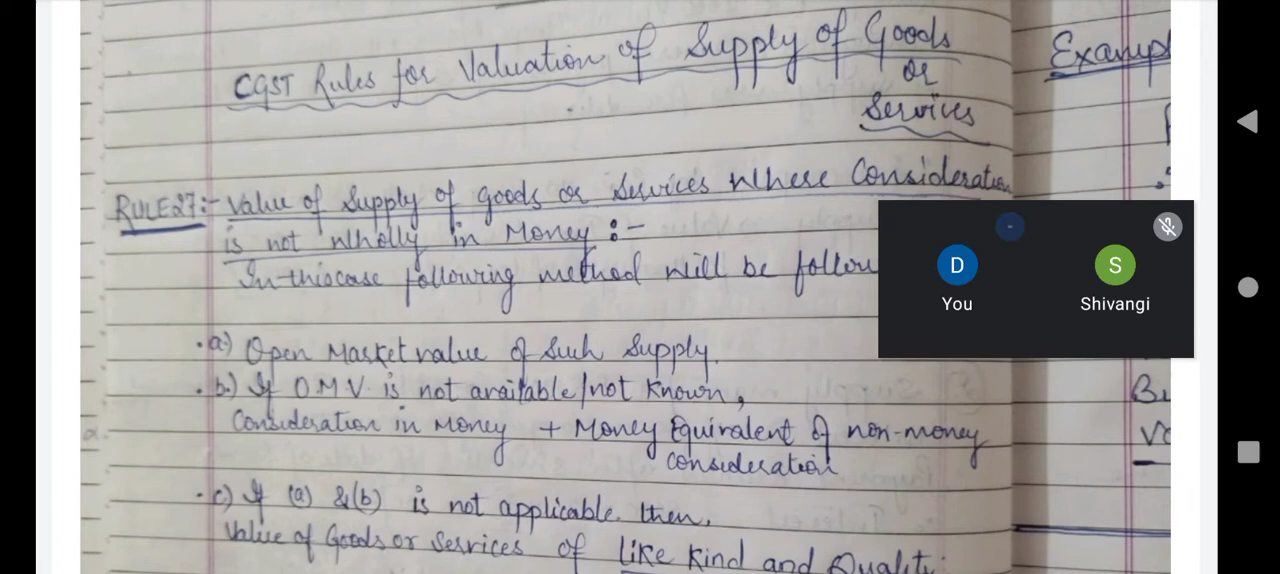 CGST Rules for Valuation of Supply of Goods
or
Services
Exampl
RULE 27:- Value of Supply of Goods or Services Where Consideration
is not Wholly in Money :-
In this case following method Will be follow
D
S
You
Shivangi
a) Open Market value of Such Supply.
b) If O.M.V. is not available/not Known,
Consideration in Money + Money Equivalent of non-money
consideration
c) If (a) &(b) is not applicable. then,
Value of Goods or Services of Like Kind and Quality.